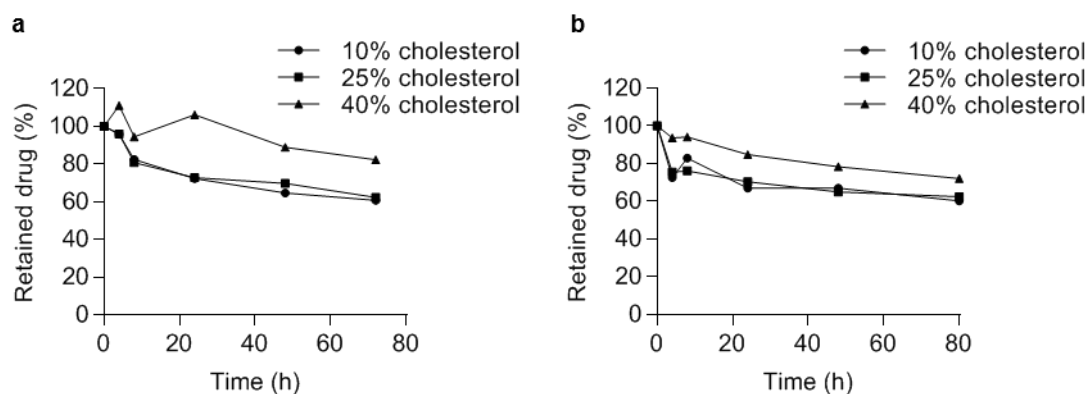 a
10% cholesterol
25% cholesterol
40% cholesterol
Retained drug (%)
120
100
80
60
40
20
0
0 20 40 60 80
Time (h)
b
10% cholesterol
25% cholesterol
40% cholesterol
Retained drug (%)
120
100
80
60
40
20
0
0 20 40 60 80
Time (h)